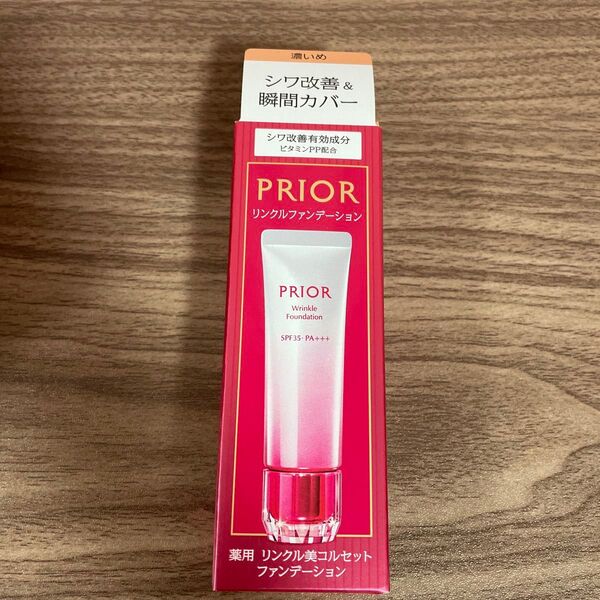 濃いめ
シワ改善&
瞬間カバー
シワ改善有効成分
ビタミンPP配合
PRIOR
リンクルファンデーション
PRIOR
Wrinkle
Foundation
SPF35・PA+++
薬用 リンクル美コルセット
ファンデーション